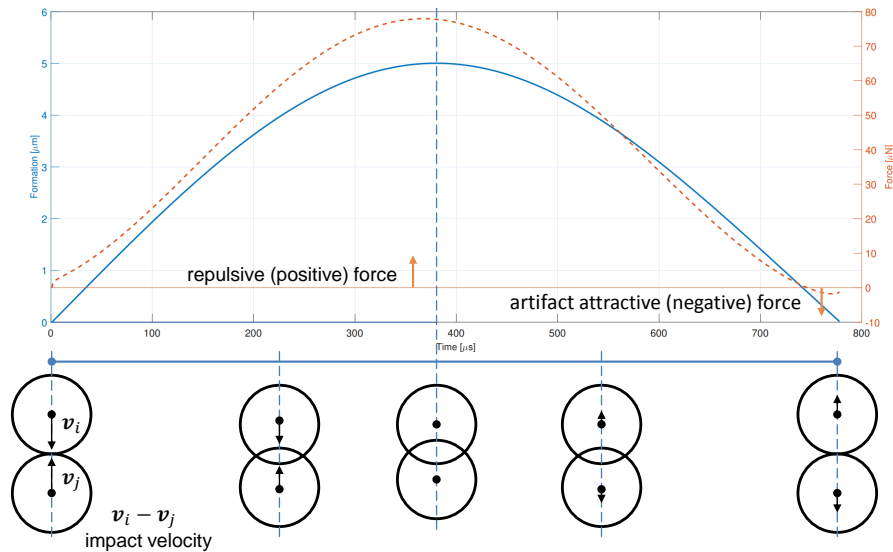 6
5
4
3
2
1
0
Formation [μm]
80
70
60
50
40
30
20
10
0
-10
Force [μN]
repulsive (positive) force
artifact attractive (negative) force
0 100 200 300 400 500 600 700 800
Time [μs]
v_i
v_j
v_i − v_j
impact velocity